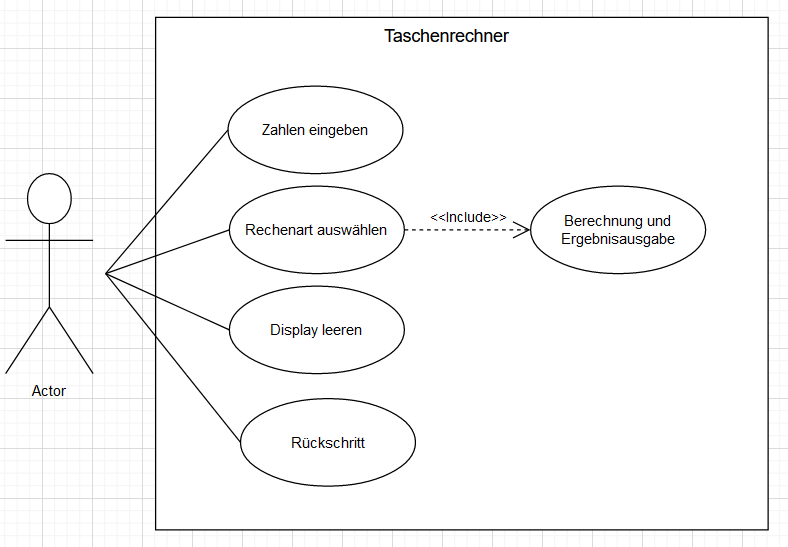 Taschenrechner
Zahlen eingeben
Rechenart auswählen
<<Include>>
Berechnung und
Ergebnisausgabe
Display leeren
Rückschritt
Actor